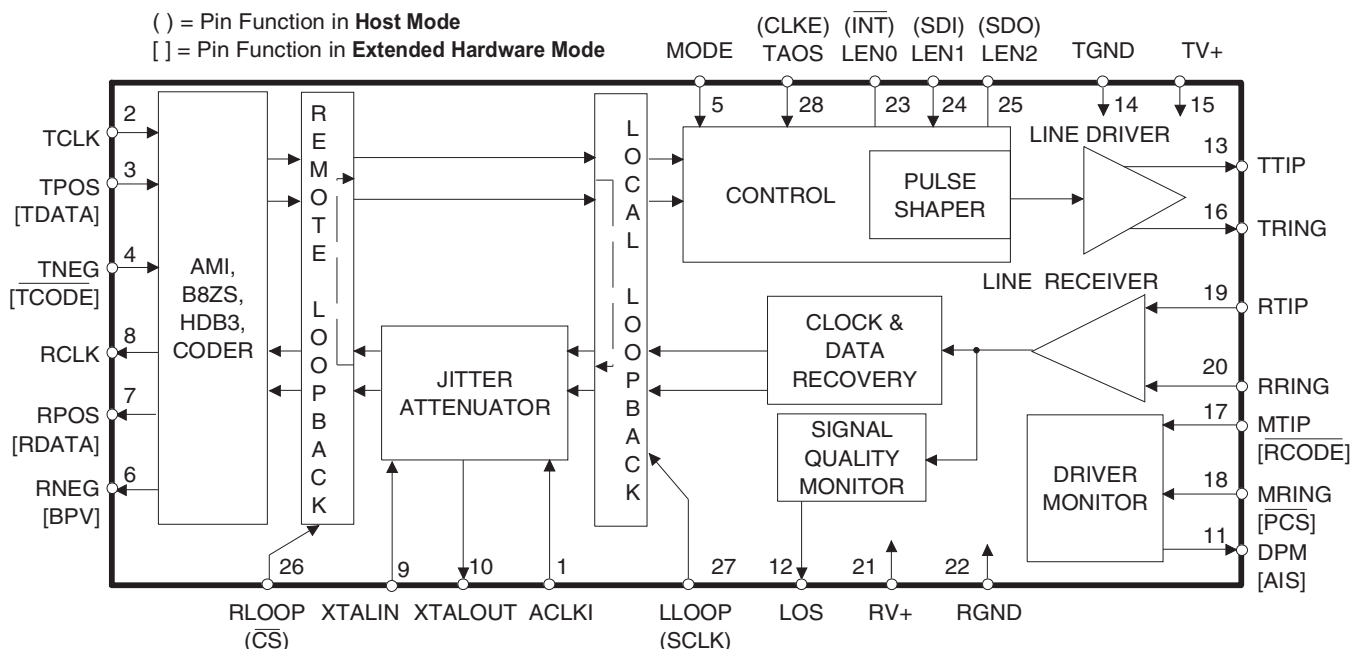 ( ) = Pin Function in Host Mode
[ ] = Pin Function in Extended Hardware Mode
(CLKE) (INT) (SDI) (SDO)
MODE TAOS LEN0 LEN1 LEN2 TGND TV+
5 28 23 24 25 14 15
2
TCLK
3
TPOS
[TDATA]
4
TNEG
[TCODE]
8
RCLK
7
RPOS
[RDATA]
6
RNEG
[BPV]
AMI,
B8ZS,
HDB3,
CODER
REMOTE LOOPBACK
JITTER
ATTENUATOR
LOCAL LOOPBACK
CONTROL
PULSE
SHAPER
LINE DRIVER
13
TTIP
16
TRING
LINE RECEIVER
CLOCK &
DATA
RECOVERY
19
RTIP
20
RRING
SIGNAL
QUALITY
MONITOR
DRIVER
MONITOR
17
MTIP
[RCODE]
18
MRING
[PCS]
11
DPM
[AIS]
26 9 10 1 27 12 21 22
RLOOP XTALIN XTALOUT ACLKI LLOOP LOS RV+ RGND
(CS) (SCLK)